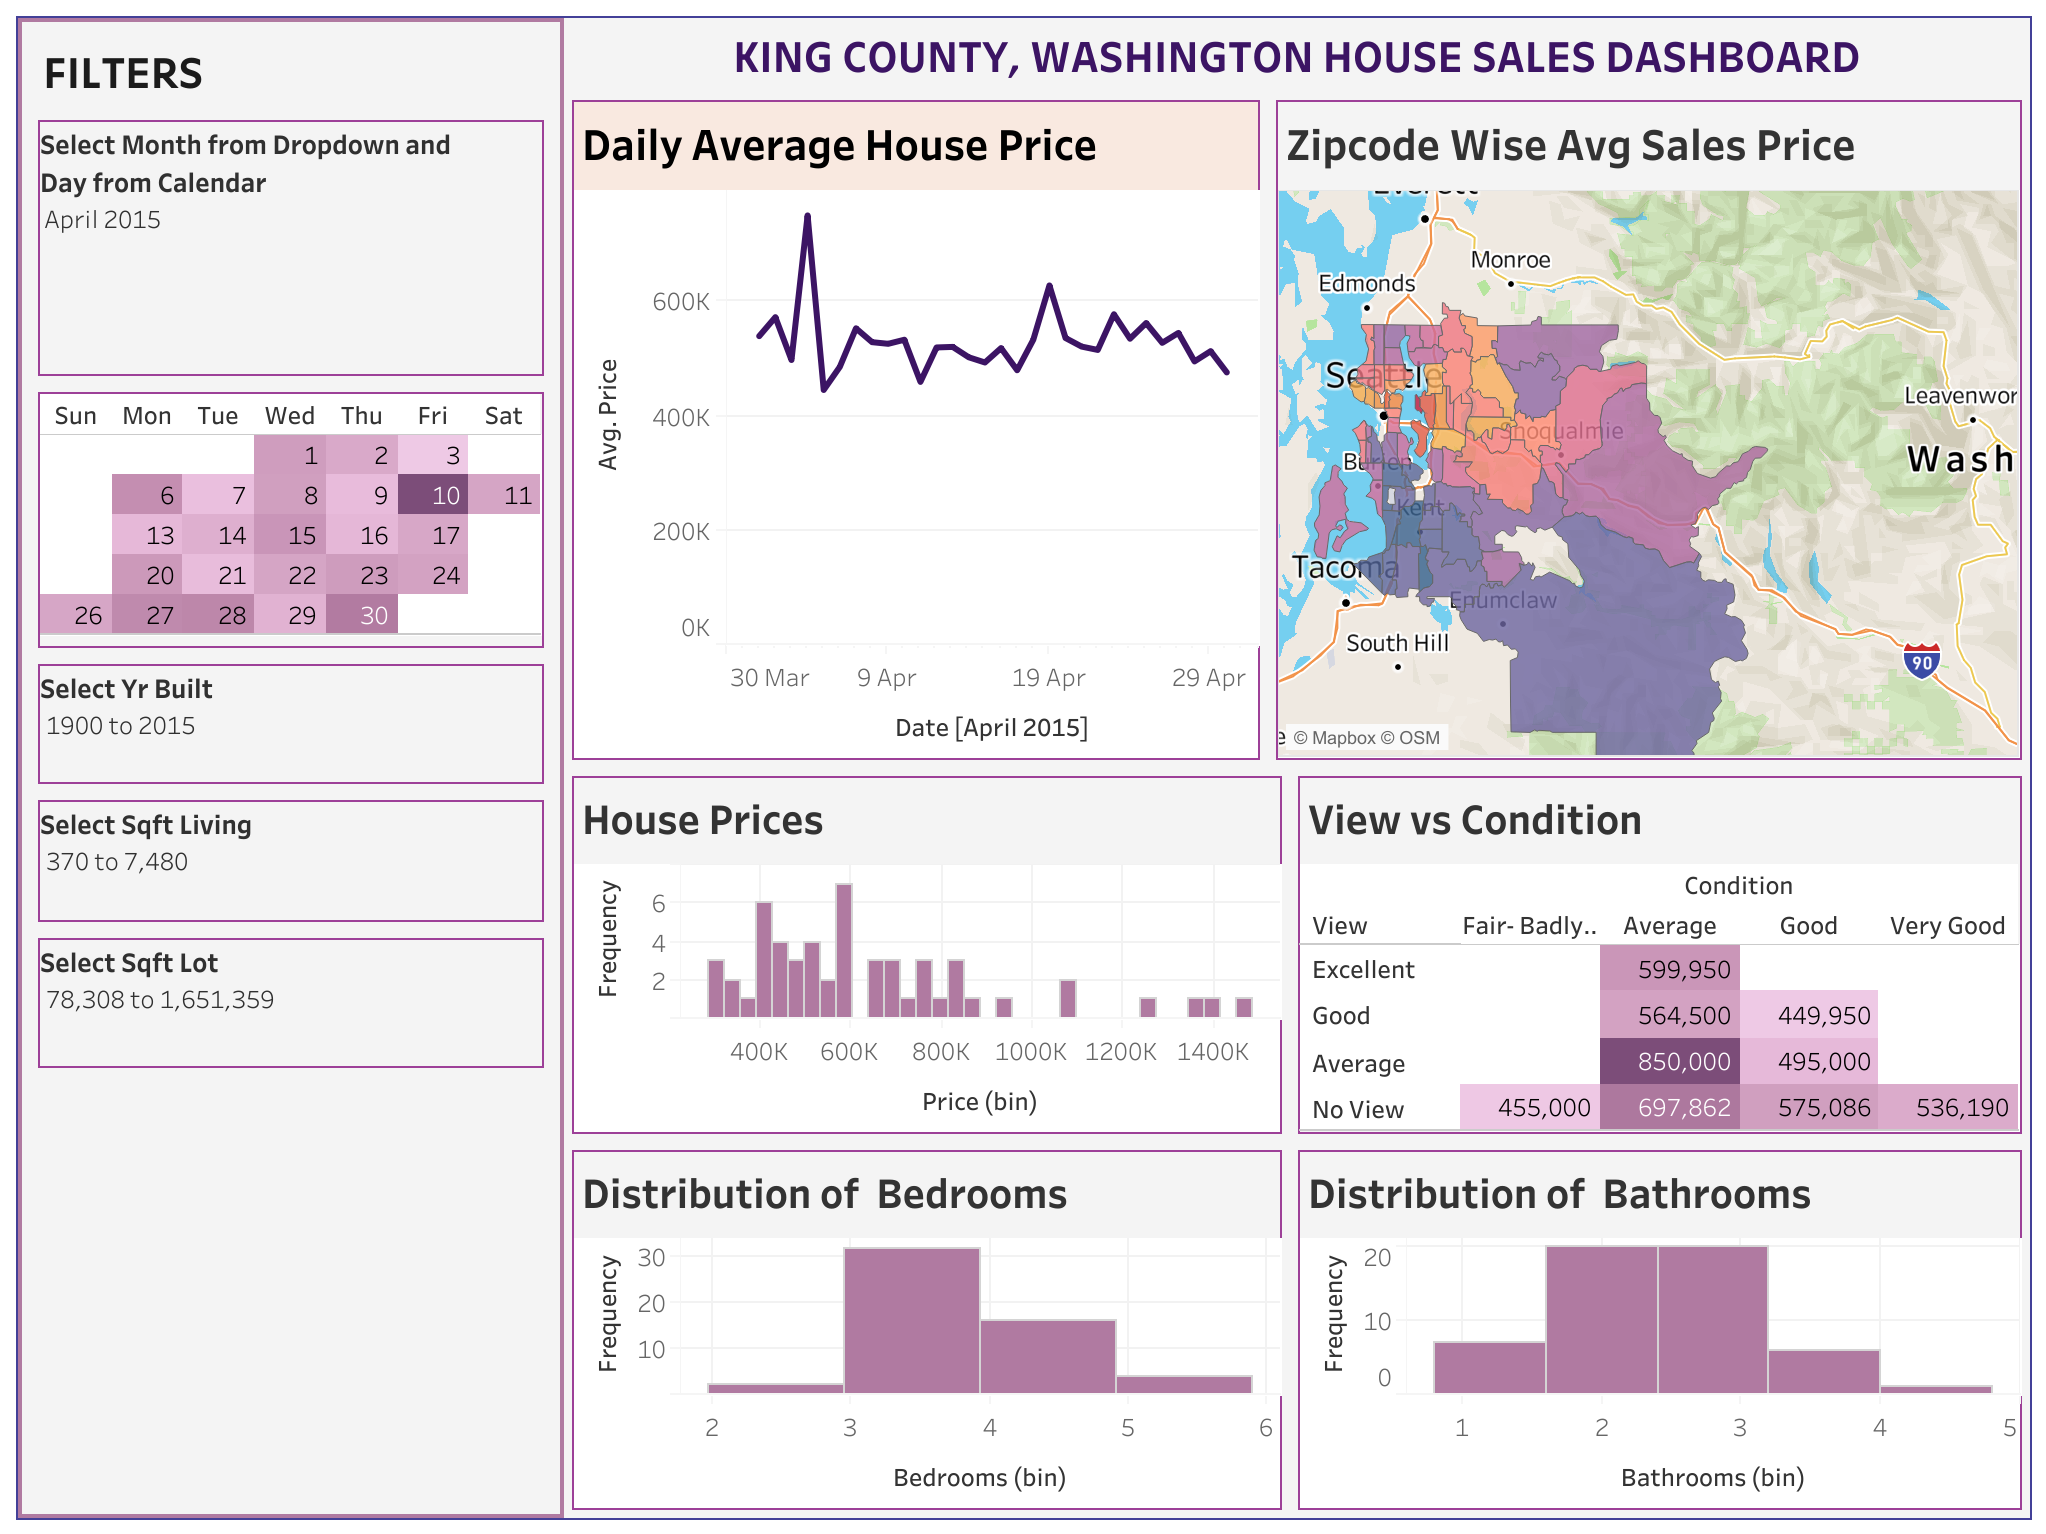 FILTERS
KING COUNTY, WASHINGTON HOUSE SALES DASHBOARD
Select Month from Dropdown and
Day from Calendar
April 2015
Sun Mon Tue Wed Thu Fri Sat
1 2 3
6 7 8 9 10 11
13 14 15 16 17
20 21 22 23 24
26 27 28 29 30
Select Yr Built
1900 to 2015
Select Sqft Living
370 to 7,480
Select Sqft Lot
78,308 to 1,651,359
Daily Average House Price
Avg. Price
600K
400K
200K
0K
30 Mar 9 Apr 19 Apr 29 Apr
Date [April 2015]
Zipcode Wise Avg Sales Price
Everett
Monroe
Edmonds
Seattle
Leavenwor
Snoqualmie
Wash
Burien
Kent
Tacoma
Enumclaw
South Hill
90
e © Mapbox © OSM
House Prices
Frequency
6
4
2
400K 600K 800K 1000K 1200K 1400K
Price (bin)
View vs Condition
Condition
View Fair- Badly.. Average Good Very Good
Excellent 599,950
Good 564,500 449,950
Average 850,000 495,000
No View 455,000 697,862 575,086 536,190
Distribution of  Bedrooms
Frequency
30
20
10
2 3 4 5 6
Bedrooms (bin)
Distribution of  Bathrooms
Frequency
20
10
0
1 2 3 4 5
Bathrooms (bin)